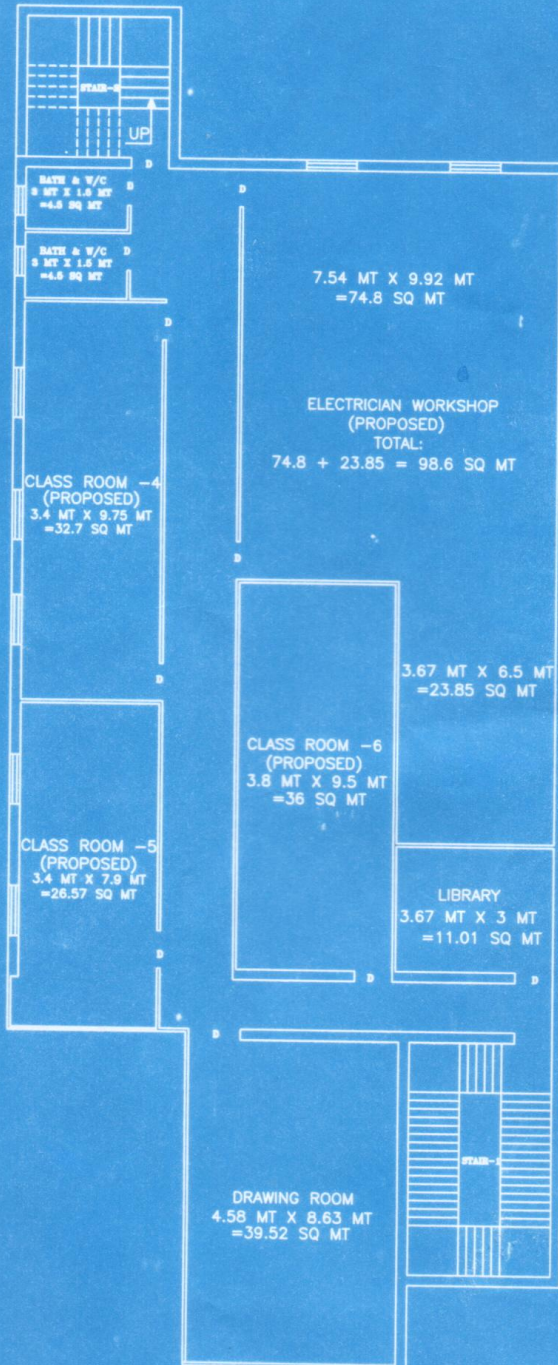 STAIR-2
UP
D
BATH & W/C
3 MT X 1.5 MT
=4.5 SQ MT
D
D
BATH & W/C
3 MT X 1.5 MT
=4.5 SQ MT
D
7.54 MT X 9.92 MT
=74.8 SQ MT
D
ELECTRICIAN WORKSHOP
(PROPOSED)
TOTAL:
74.8 + 23.85 = 98.6 SQ MT
CLASS ROOM -4
(PROPOSED)
3.4 MT X 9.75 MT
=32.7 SQ MT
D
D
3.67 MT X 6.5 MT
=23.85 SQ MT
CLASS ROOM -6
(PROPOSED)
3.8 MT X 9.5 MT
=36 SQ MT
CLASS ROOM -5
(PROPOSED)
3.4 MT X 7.9 MT
=26.57 SQ MT
LIBRARY
3.67 MT X 3 MT
=11.01 SQ MT
D
D
D
D
STAIR-1
DRAWING ROOM
4.58 MT X 8.63 MT
=39.52 SQ MT